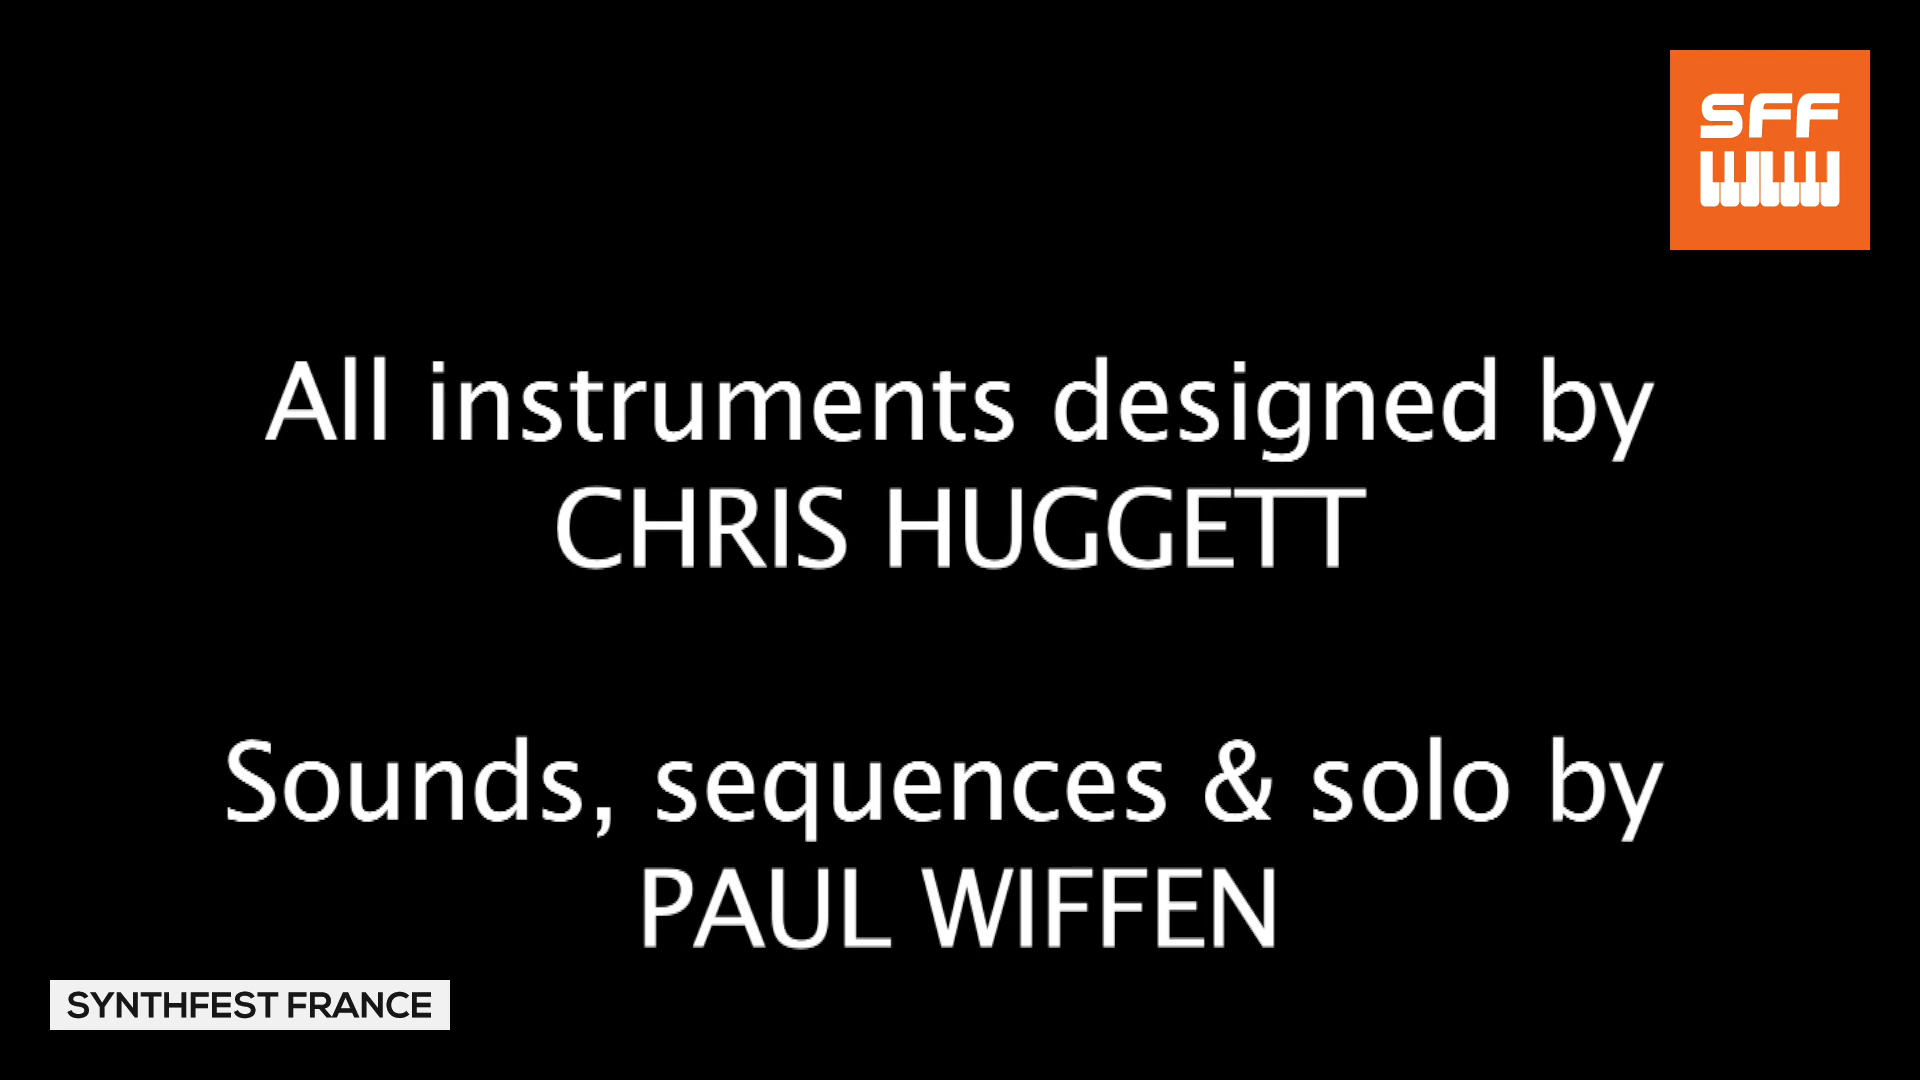 SFF
All instruments designed by
CHRIS HUGGETT
Sounds, sequences & solo by
PAUL WIFFEN
SYNTHFEST FRANCE